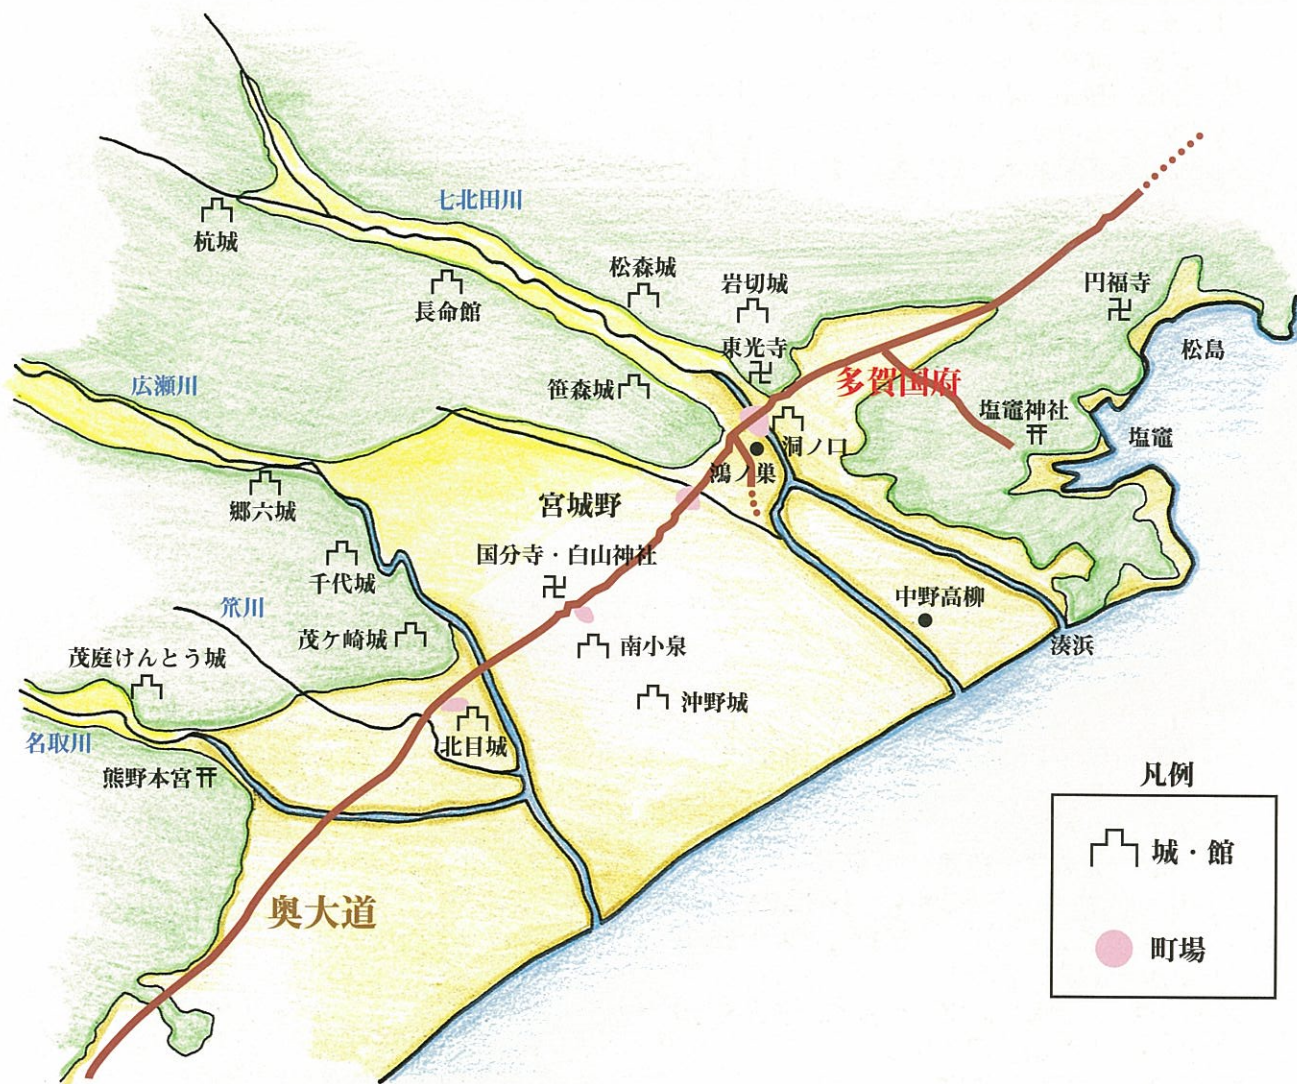 七北田川
杭城
長命館
松森城
岩切城
東光寺
円福寺
松島
広瀬川
笹森城
多賀国府
塩竈神社
塩竈
洞ノ口
鴻ノ巣
宮城野
郷六城
国分寺・白山神社
千代城
中野高柳
笊川
茂ケ崎城
南小泉
湊浜
茂庭けんとう城
沖野城
名取川
北目城
熊野本宮
奥大道
凡例
城・館
町場